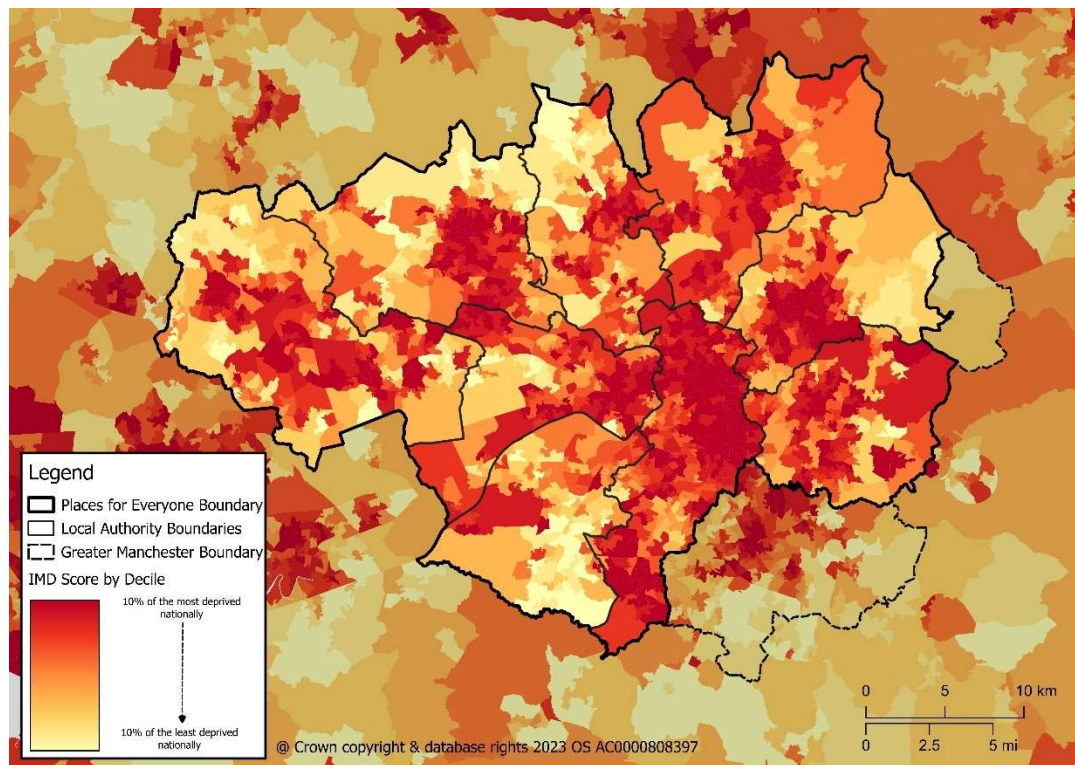 Legend
Places for Everyone Boundary
Local Authority Boundaries
Greater Manchester Boundary
IMD Score by Decile
10% of the most deprived
nationally
10% of the least deprived
nationally
@ Crown copyright & database rights 2023 OS AC0000808397
0 5 10 km
0 2.5 5 mi